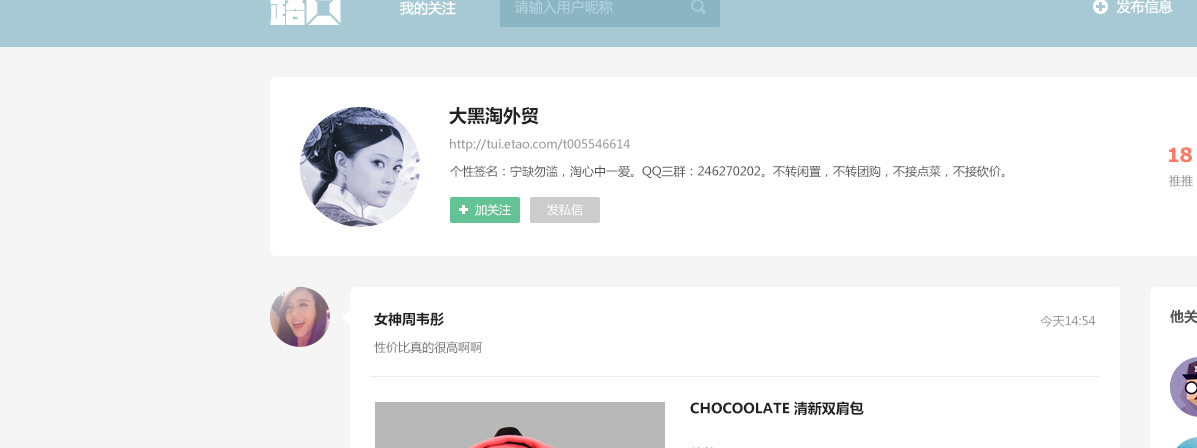 我的关注
请输入用户昵称
发布信息
大黑淘外贸
http://tui.etao.com/t005546614
个性签名：宁缺勿滥，淘心中一爱。QQ三群：246270202。不转闲置，不转团购，不接点菜，不接砍价。
加关注
发私信
18
推推
女神周韦彤
今天14:54
性价比真的很高啊啊
他关
CHOCOOLATE 清新双肩包